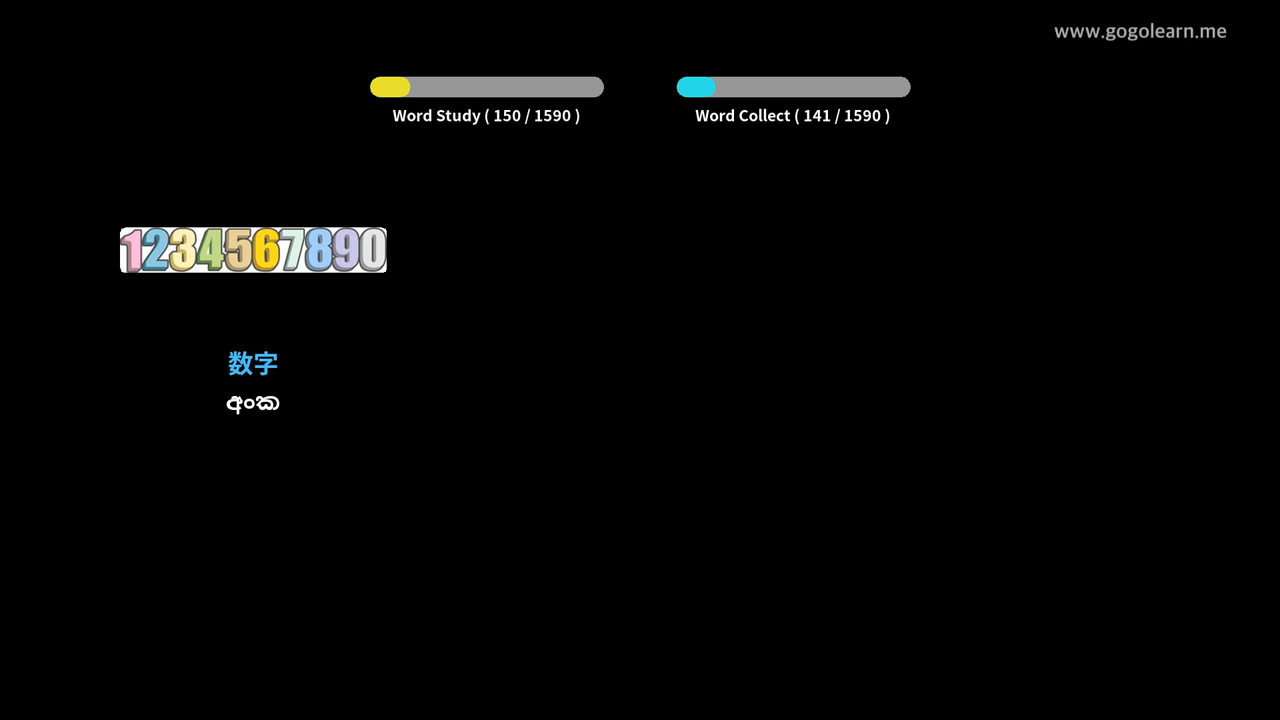 www.gogolearn.me
Word Study ( 150 / 1590 )
Word Collect ( 141 / 1590 )
1234567890
数字
අංක